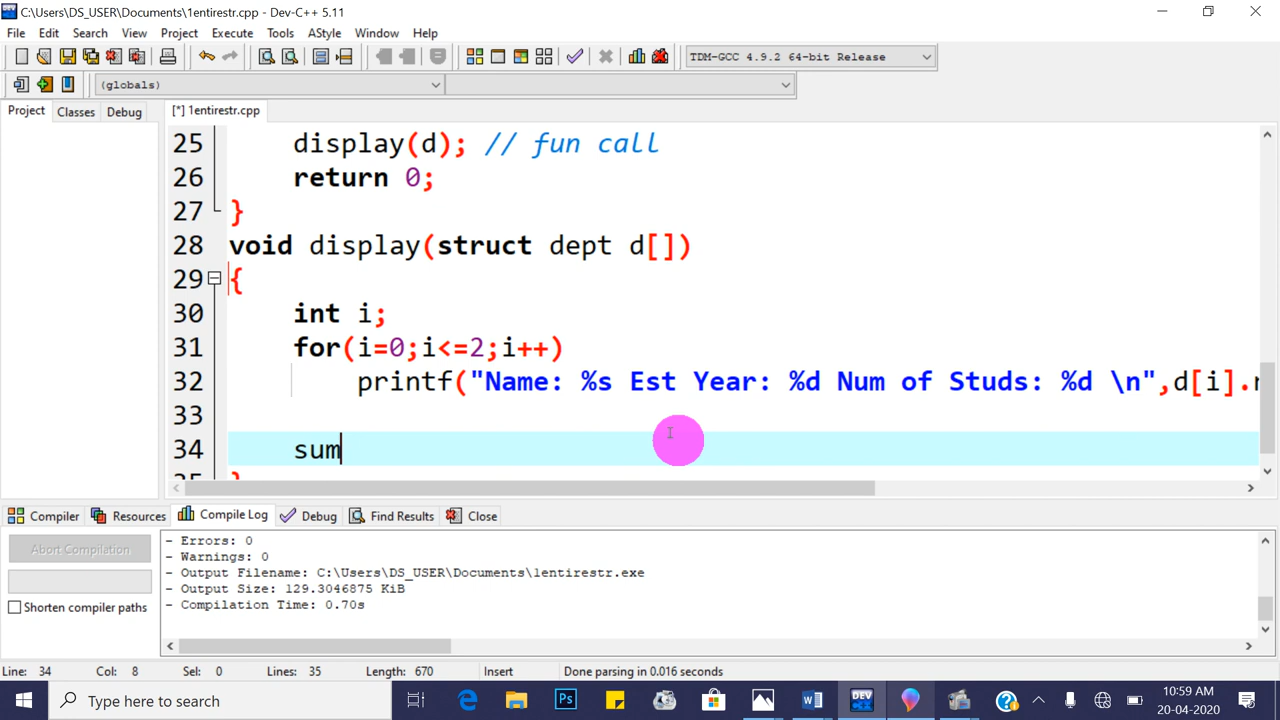 C:\Users\DS_USER\Documents\1entirestr.cpp - Dev-C++ 5.11
File Edit Search View Project Execute Tools AStyle Window Help
TDM-GCC 4.9.2 64-bit Release
(globals)
Project Classes Debug [*] 1entirestr.cpp
25 display(d); // fun call
26 return 0;
27 }
28 void display(struct dept d[])
29 {
30 int i;
31 for(i=0;i<=2;i++)
32 printf("Name: %s Est Year: %d Num of Studs: %d \n",d[i].
33
34 sum
35 }
Compiler Resources Compile Log Debug Find Results Close
Abort Compilation
Shorten compiler paths
- Errors: 0
- Warnings: 0
- Output Filename: C:\Users\DS_USER\Documents\1entirestr.exe
- Output Size: 129.3046875 KiB
- Compilation Time: 0.70s
Line: 34 Col: 8 Sel: 0 Lines: 35 Length: 670 Insert Done parsing in 0.016 seconds
Type here to search
Ps
DEV C++
10:59 AM
20-04-2020